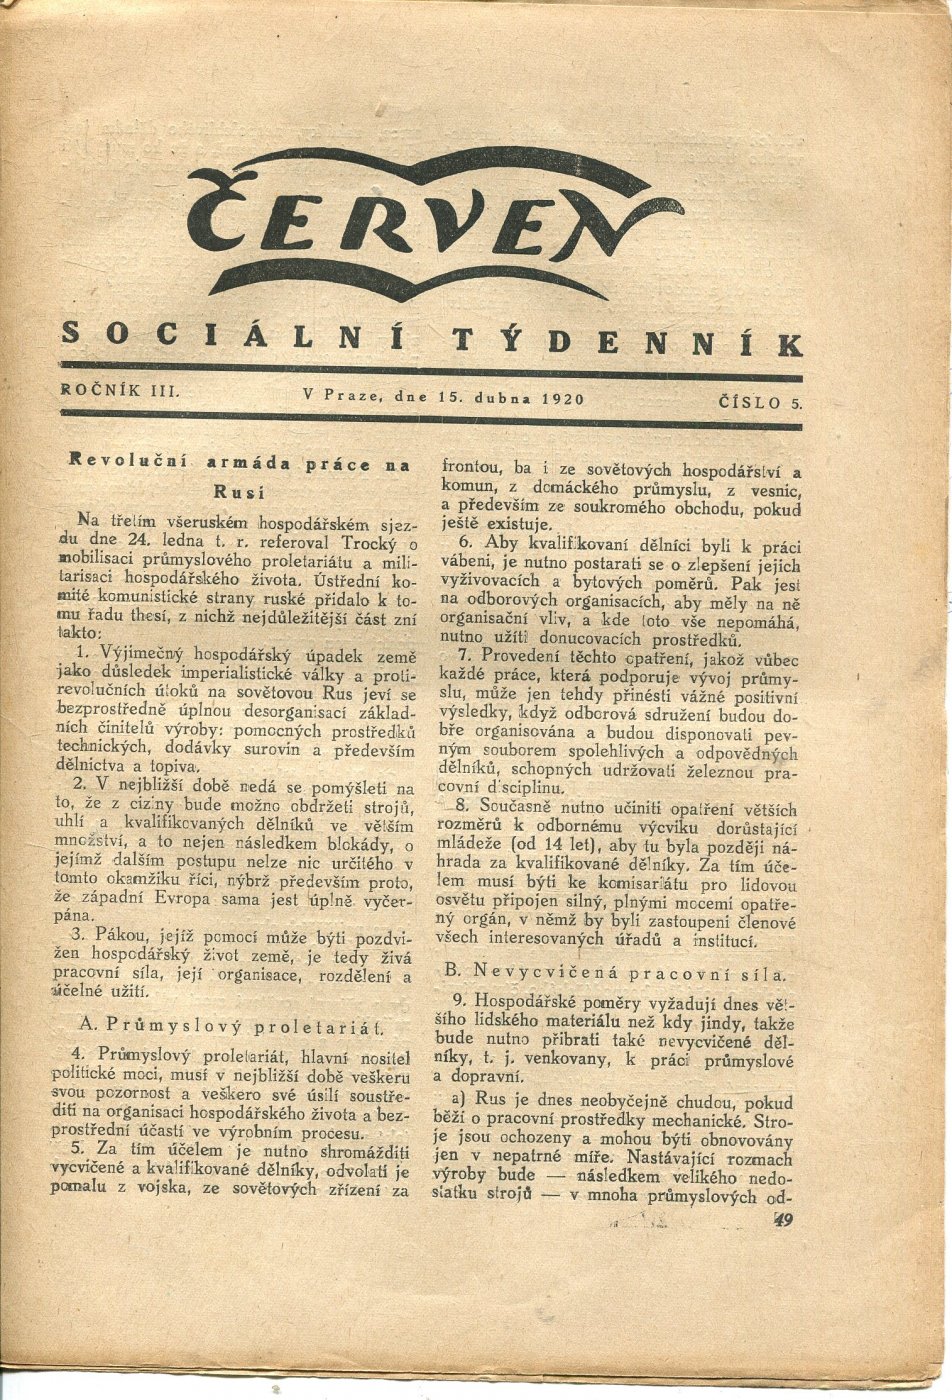 ČERVEN
SOCIÁLNÍ TÝDENNÍK
ROČNÍK III.
V Praze, dne 15. dubna 1920
ČÍSLO 5.
Revoluční armáda práce na
Rusi
Na třetím všeruském hospodářském sjez-
du dne 24. ledna t. r. referoval Trocký o
mobilisaci průmyslového proletariátu a mili-
tarisaci hospodářského života. Ústřední ko-
mité komunistické strany ruské přidalo k to-
mu řadu thesí, z nichž nejdůležitější část zní
takto:
1. Výjimečný hospodářský úpadek země
jako důsledek imperialistické války a proti-
revolučních útoků na sovětovou Rus jeví se
bezprostředně úplnou desorganisací základ-
ních činitelů výroby: pomocných prostředků
technických, dodávky surovin a především
dělnictva a topiva.
2. V nejbližší době nedá se pomýšleti na
to, že z ciziny bude možno obdržeti strojů,
uhlí a kvalifikovaných dělníků ve větším
množství, a to nejen následkem blokády, o
jejímž dalším postupu nelze nic určitého v
tomto okamžiku říci, nýbrž především proto,
že západní Evropa sama jest úplně vyčer-
pána.
3. Pákou, jejíž pomocí může býti pozdvi-
žen hospodářský život země, je tedy živá
pracovní síla, její organisace, rozdělení a
účelné užití.
A. Průmyslový proletariát.
4. Průmyslový proletariát, hlavní nositel
politické moci, musí v nejbližší době veškeru
svou pozornost a veškero své úsilí soustře-
diti na organisaci hospodářského života a bez-
prostřední účasti ve výrobním procesu.
5. Za tím účelem je nutno shromážditi
vycvičené a kvalifikované dělníky, odvolati je
pomalu z vojska, ze sovětových zřízení za
frontou, ba i ze sovětových hospodářství a
komun, z domáckého průmyslu, z vesnic,
a především ze soukromého obchodu, pokud
ještě existuje.
6. Aby kvalifikovaní dělníci byli k práci
vábeni, je nutno postarati se o zlepšení jejich
vyživovacích a bytových poměrů. Pak jest
na odborových organisacích, aby měly na ně
organisační vliv, a kde toto vše nepomáhá,
nutno užíti donucovacích prostředků.
7. Provedení těchto opatření, jakož vůbec
každé práce, která podporuje vývoj průmy-
slu, může jen tehdy přinésti vážné positivní
výsledky, když odborová sdružení budou do-
bře organisována a budou disponovati pev-
ným souborem spolehlivých a odpovědných
dělníků, schopných udržovati železnou pra-
covní disciplinu.
8. Současně nutno učiniti opatření větších
rozměrů k odbornému výcviku dorůstající
mládeže (od 14 let), aby tu byla později ná-
hrada za kvalifikované dělníky. Za tím úče-
lem musí býti ke komisariátu pro lidovou
osvětu připojen silný, plnými mocemi opatře-
ný orgán, v němž by byli zastoupeni členové
všech interesovaných úřadů a institucí.
B. Nevycvičená pracovní síla.
9. Hospodářské poměry vyžadují dnes vět-
šího lidského materiálu než kdy jindy, takže
bude nutno přibrati také nevycvičené děl-
níky, t. j. venkovany, k práci průmyslové
a dopravní.
a) Rus je dnes neobyčejně chudou, pokud
běží o pracovní prostředky mechanické. Stro-
je jsou ochozeny a mohou býti obnovovány
jen v nepatrné míře. Nastávající rozmach
výroby bude — následkem velikého nedo-
statku strojů — v mnoha průmyslových od-
49